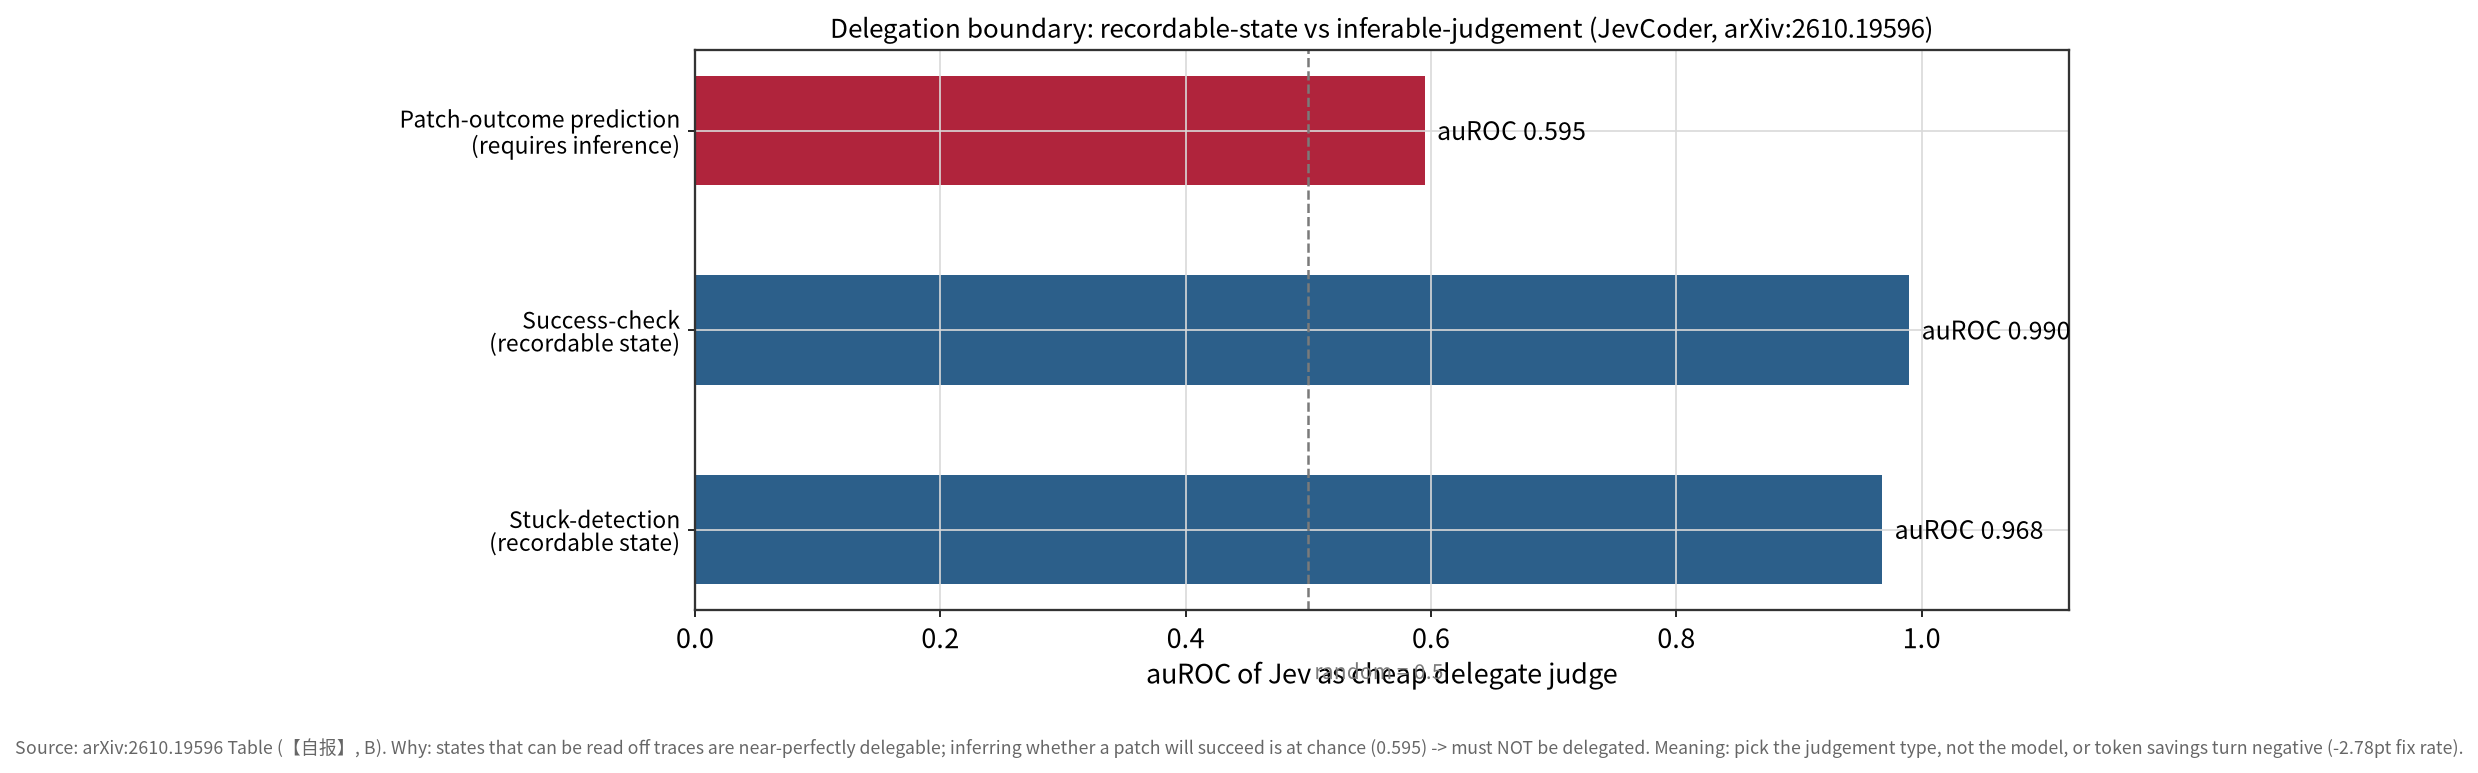 Delegation boundary: recordable-state vs inferable-judgement (JevCoder, arXiv:2610.19596)
Patch-outcome prediction
(requires inference)
auROC 0.595
Success-check
(recordable state)
auROC 0.990
Stuck-detection
(recordable state)
auROC 0.968
0.0 0.2 0.4 0.6 0.8 1.0
random = 0.5
auROC of Jev as cheap delegate judge
Source: arXiv:2610.19596 Table (【自报】, B). Why: states that can be read off traces are near-perfectly delegable; inferring whether a patch will succeed is at chance (0.595) -> must NOT be delegated. Meaning: pick the judgement type, not the model, or token savings turn negative (-2.78pt fix rate).